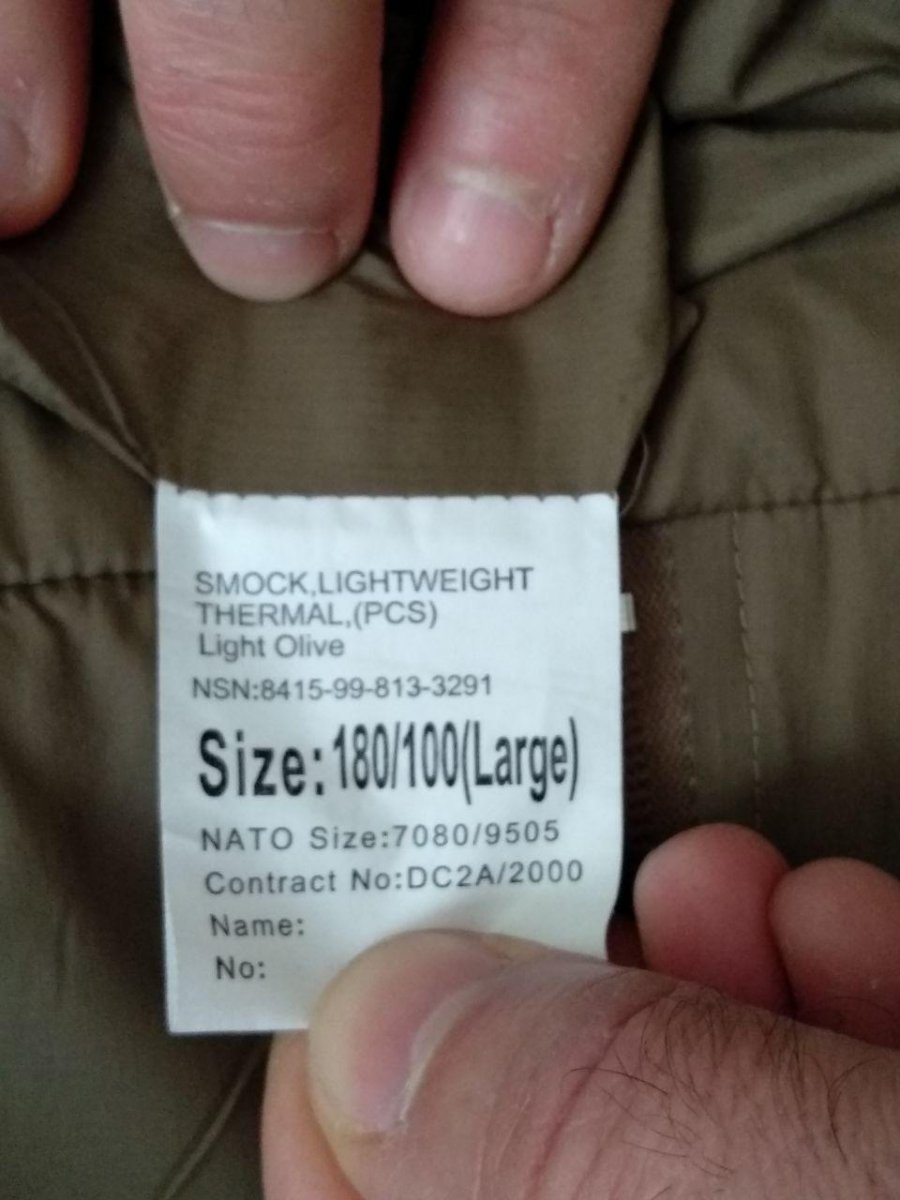 SMOCK,LIGHTWEIGHT
THERMAL,(PCS)
Light Olive
NSN:8415-99-813-3291
Size:180/100(Large)
NATO Size:7080/9505
Contract No:DC2A/2000
Name:
No: